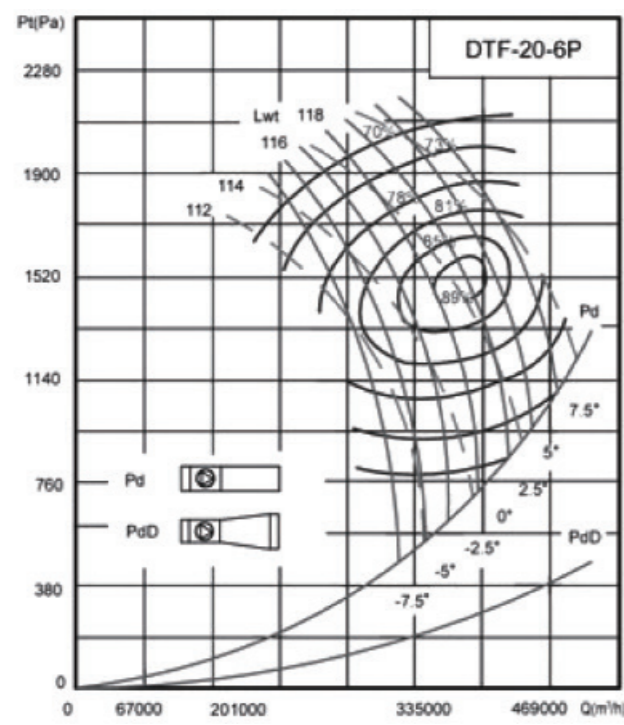 Pt(Pa)
DTF-20-6P
2280
Lwt 118
70%
116
73%
1900
114
78%
81%
112
85%
1520
89%
Pd
1140
7.5°
5°
760
Pd
2.5°
0°
PdD
PdD
-2.5°
-5°
380
-7.5°
0
0 67000 201000 335000 469000 Q(m³/h)